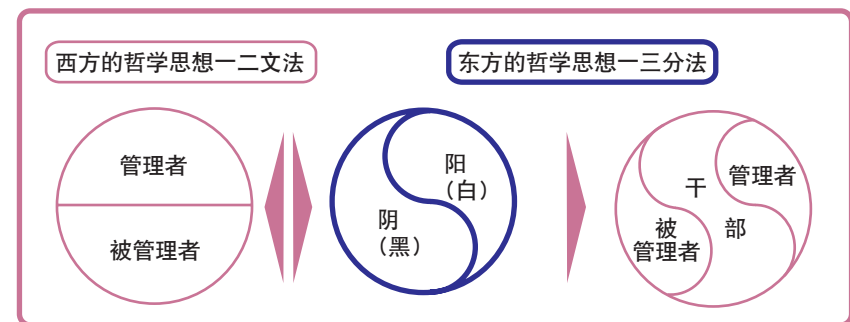 西方的哲学思想一二文法
东方的哲学思想一三分法
管理者
被管理者
阳
（白）
阴
（黑）
管理者
干
部
被
管理者